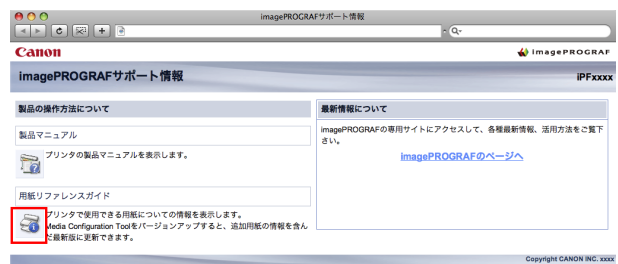 imagePROGRAFサポート情報
Canon
imagePROGRAF
imagePROGRAFサポート情報
iPFxxxx
製品の操作方法について
製品マニュアル
プリンタの製品マニュアルを表示します。
用紙リファレンスガイド
プリンタで使用できる用紙についての情報を表示します。
Media Configuration Toolをバージョンアップすると、追加用紙の情報を含ん
だ最新版に更新できます。
最新情報について
imagePROGRAFの専用サイトにアクセスして、各種最新情報、活用方法をご覧下
さい。
imagePROGRAFのページへ
Copyright CANON INC. xxxx